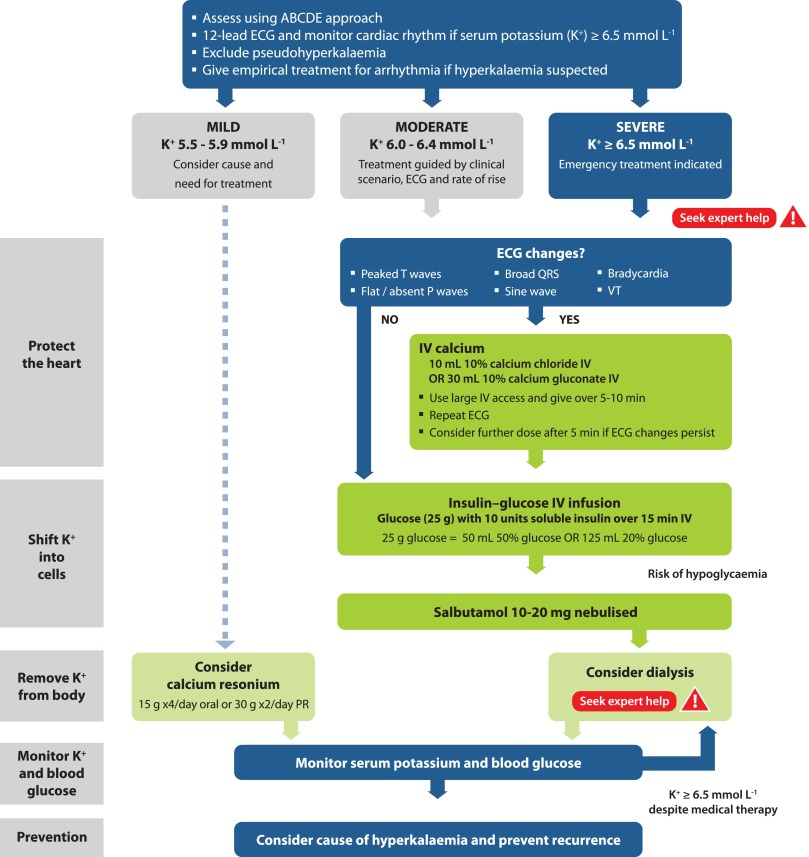 ▪ Assess using ABCDE approach
▪ 12-lead ECG and monitor cardiac rhythm if serum potassium (K⁺) ≥ 6.5 mmol L⁻¹
▪ Exclude pseudohyperkalaemia
▪ Give empirical treatment for arrhythmia if hyperkalaemia suspected
MILD
K⁺ 5.5 - 5.9 mmol L⁻¹
Consider cause and
need for treatment
MODERATE
K⁺ 6.0 - 6.4 mmol L⁻¹
Treatment guided by clinical
scenario, ECG and rate of rise
SEVERE
K⁺ ≥ 6.5 mmol L⁻¹
Emergency treatment indicated
Seek expert help
!
Protect
the heart
ECG changes?
▪ Peaked T waves
▪ Flat / absent P waves
▪ Broad QRS
▪ Sine wave
▪ Bradycardia
▪ VT
NO
YES
IV calcium
10 mL 10% calcium chloride IV
OR 30 mL 10% calcium gluconate IV
▪ Use large IV access and give over 5-10 min
▪ Repeat ECG
▪ Consider further dose after 5 min if ECG changes persist
Shift K⁺
into
cells
Insulin–glucose IV infusion
Glucose (25 g) with 10 units soluble insulin over 15 min IV
25 g glucose = 50 mL 50% glucose OR 125 mL 20% glucose
Risk of hypoglycaemia
Salbutamol 10-20 mg nebulised
Remove K⁺
from body
Consider
calcium resonium
15 g x4/day oral or 30 g x2/day PR
Consider dialysis
Seek expert help
!
Monitor K⁺
and blood
glucose
Monitor serum potassium and blood glucose
K⁺ ≥ 6.5 mmol L⁻¹
despite medical therapy
Prevention
Consider cause of hyperkalaemia and prevent recurrence